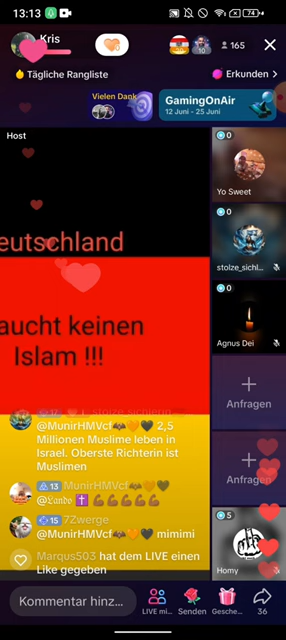 13:13
74
Kris
10
165
Tägliche Rangliste
Erkunden >
Vielen Dank
GamingOnAir
12 Juni - 25 Juni
Host
0
Yo Sweet
eutschland
0
stolze_sichl...
aucht keinen
Islam !!!
0
Agnus Dei
Anfragen
@MunirHMVcf🦇🧡🖤 2,5
Millionen Muslime leben in
Israel. Oberste Richterin ist
Muslimen
13 MunirHMVcf🦇🧡🖤
@𝕷𝖆𝖓𝖉𝖔 ✝️ 💪🏾💪🏾💪🏾💪🏾💪🏾
Anfragen
15 7Zwerge
@MunirHMVcf🦇🧡🖤 mimimi
5
Homy
Marqus503 hat dem LIVE einen
Like gegeben
Kommentar hinz...
LIVE mi...
Senden
Gesche...
36